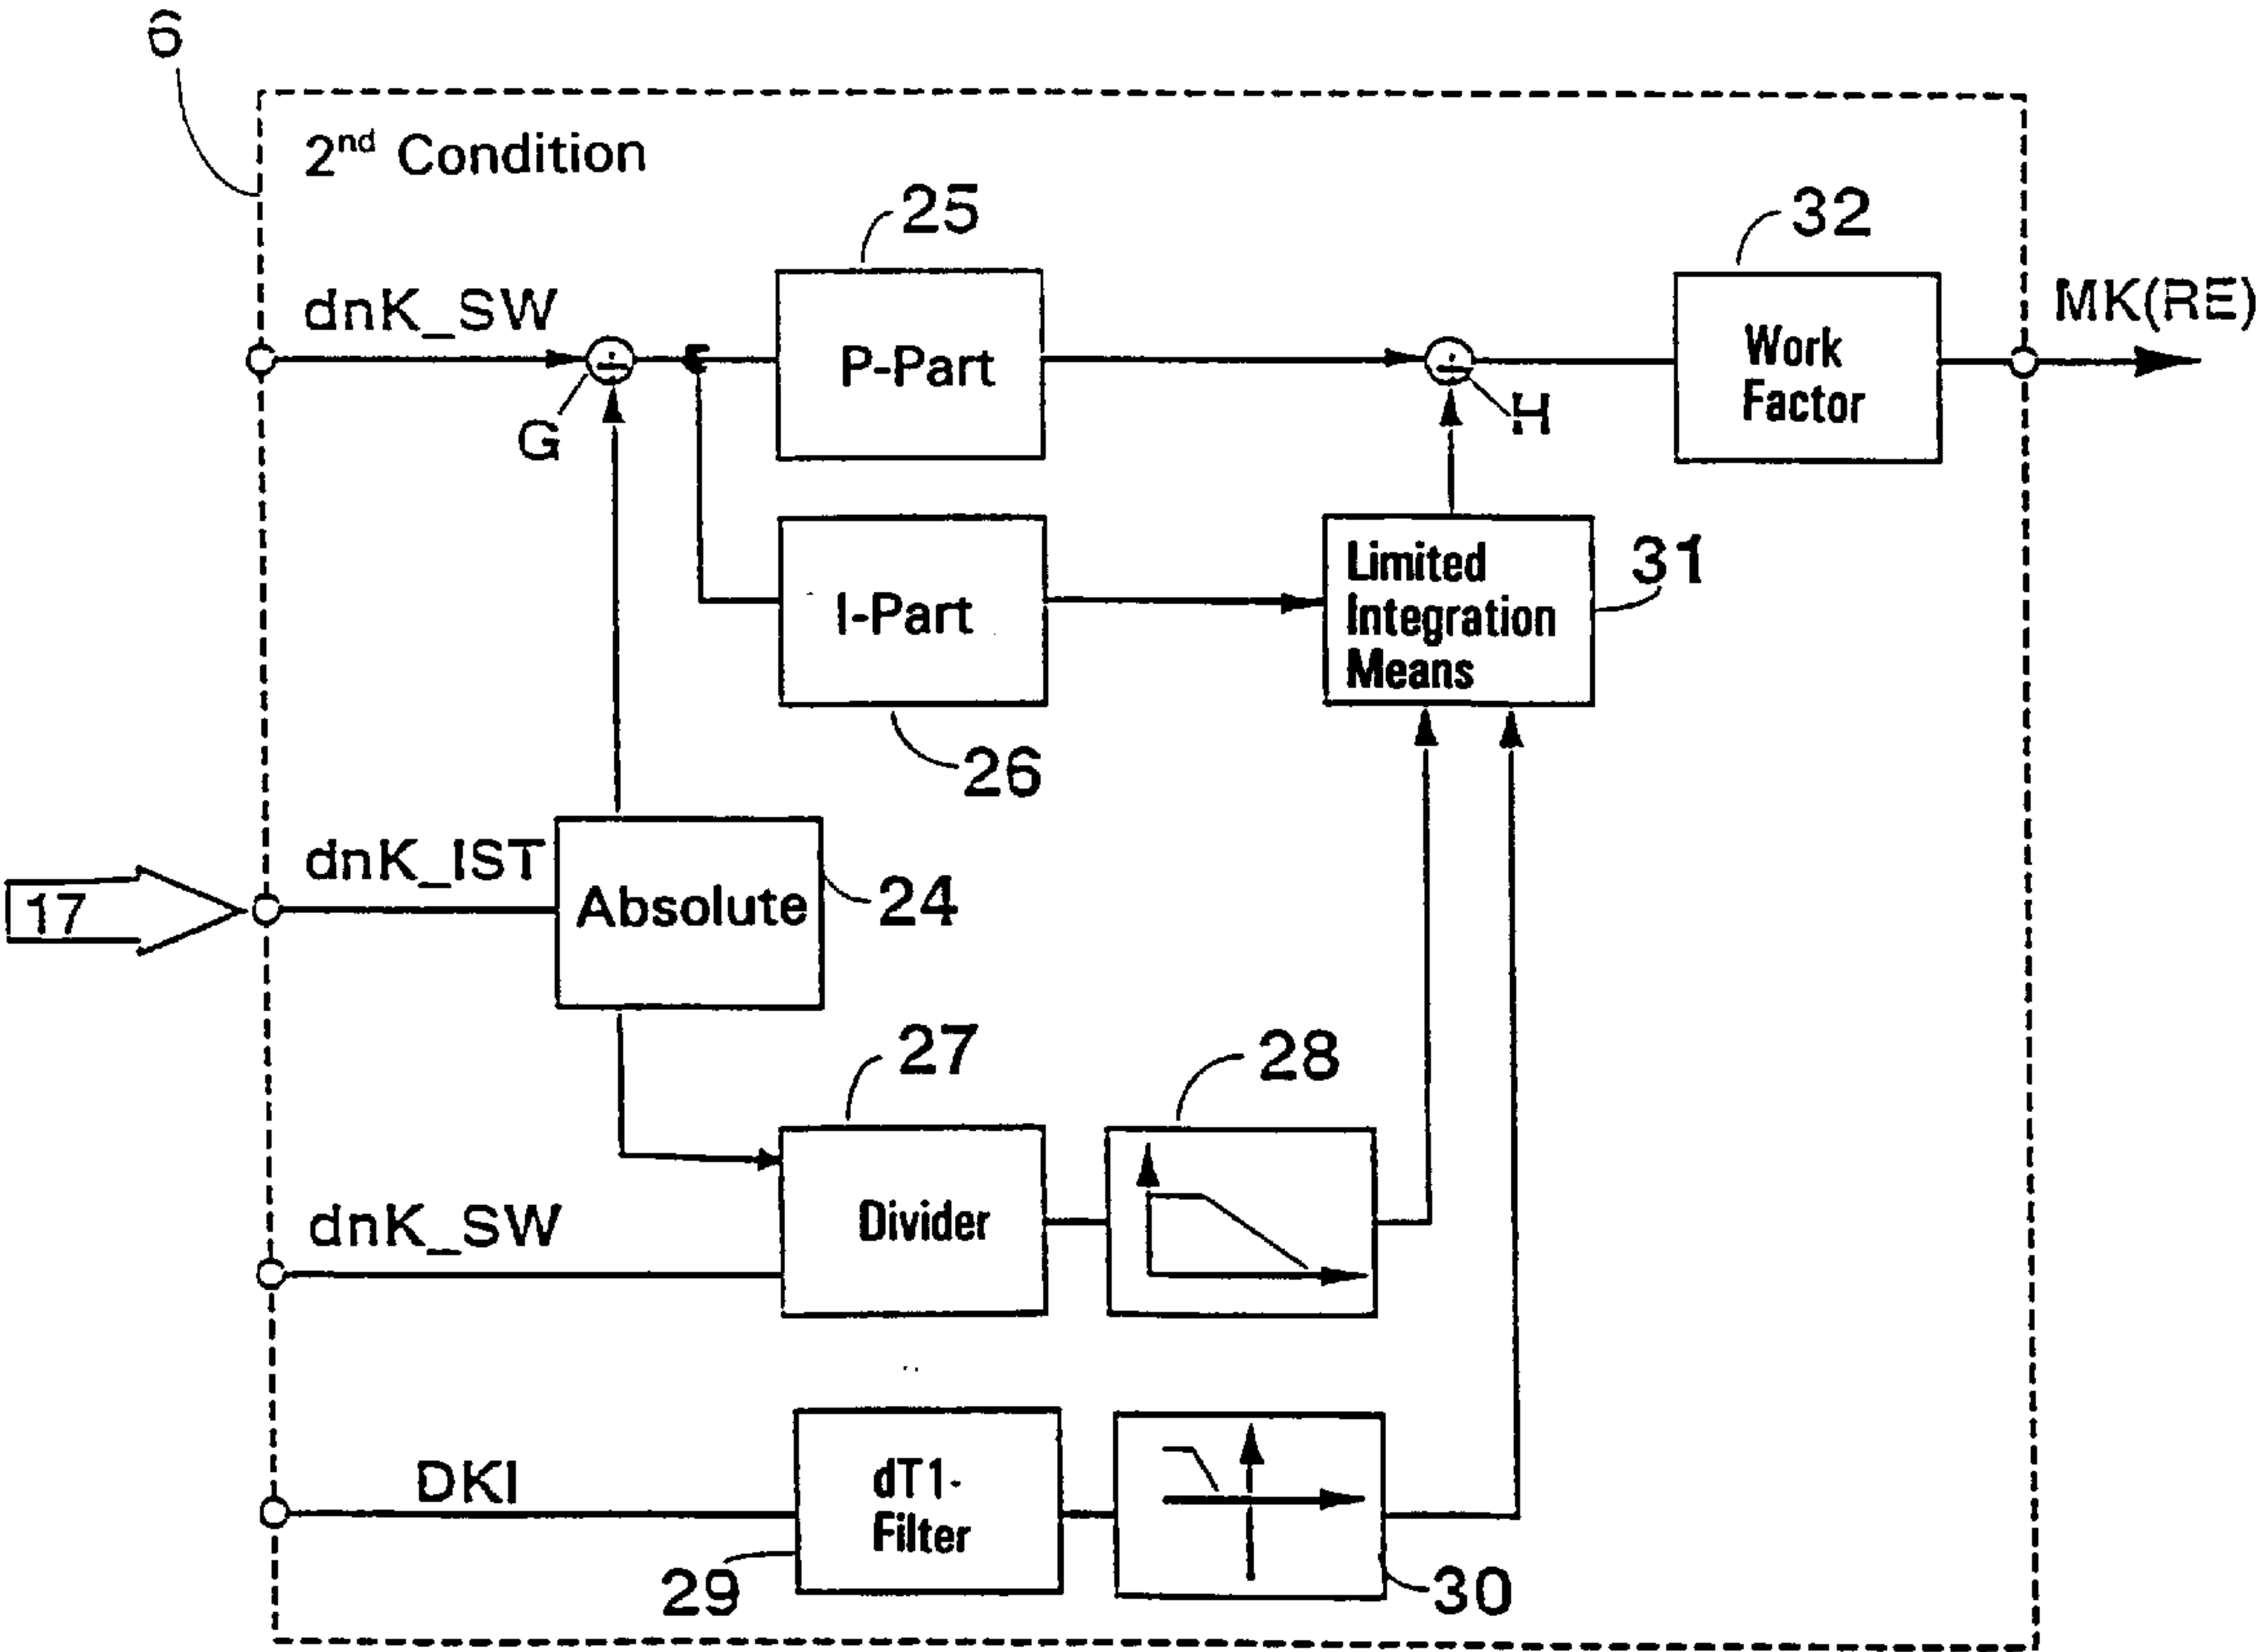 6
2nd Condition
25
32
dnK_SW
MK(RE)
P-Part
Work
Factor
G
H
I-Part
Limited
Integration
Means
31
26
dnK_IST
17
Absolute
24
27
28
dnK_SW
Divider
DKI
dT1-
Filter
29
30